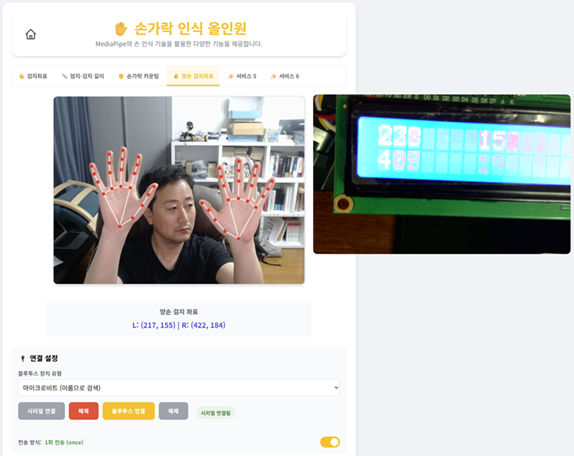 손가락 인식 올인원
MediaPipe의 손 인식 기술을 활용한 다양한 기능을 제공합니다.
검지좌표
엄지-검지 길이
손가락 카운팅
양손 검지좌표
서비스 5
서비스 6
양손 검지 좌표
L: (217, 155) | R: (422, 184)
연결 설정
블루투스 장치 유형
마이크로비트 (이름으로 검색)
시리얼 연결
해제
블루투스 연결
해제
시리얼 연결됨
전송 방식: 1회 전송 (once)